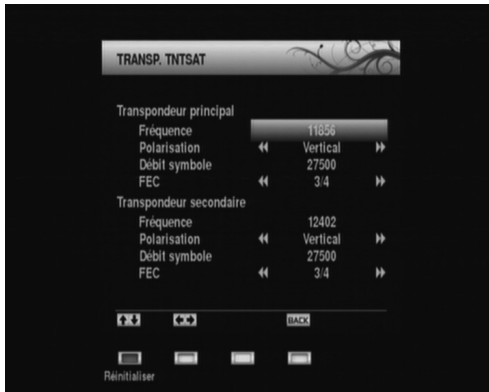 TRANSP. TNTSAT
Transpondeur principal
Fréquence 11856
Polarisation Vertical
Débit symbole 27500
FEC 3/4
Transpondeur secondaire
Fréquence 12402
Polarisation Vertical
Débit symbole 27500
FEC 3/4
BACK
Réinitialiser